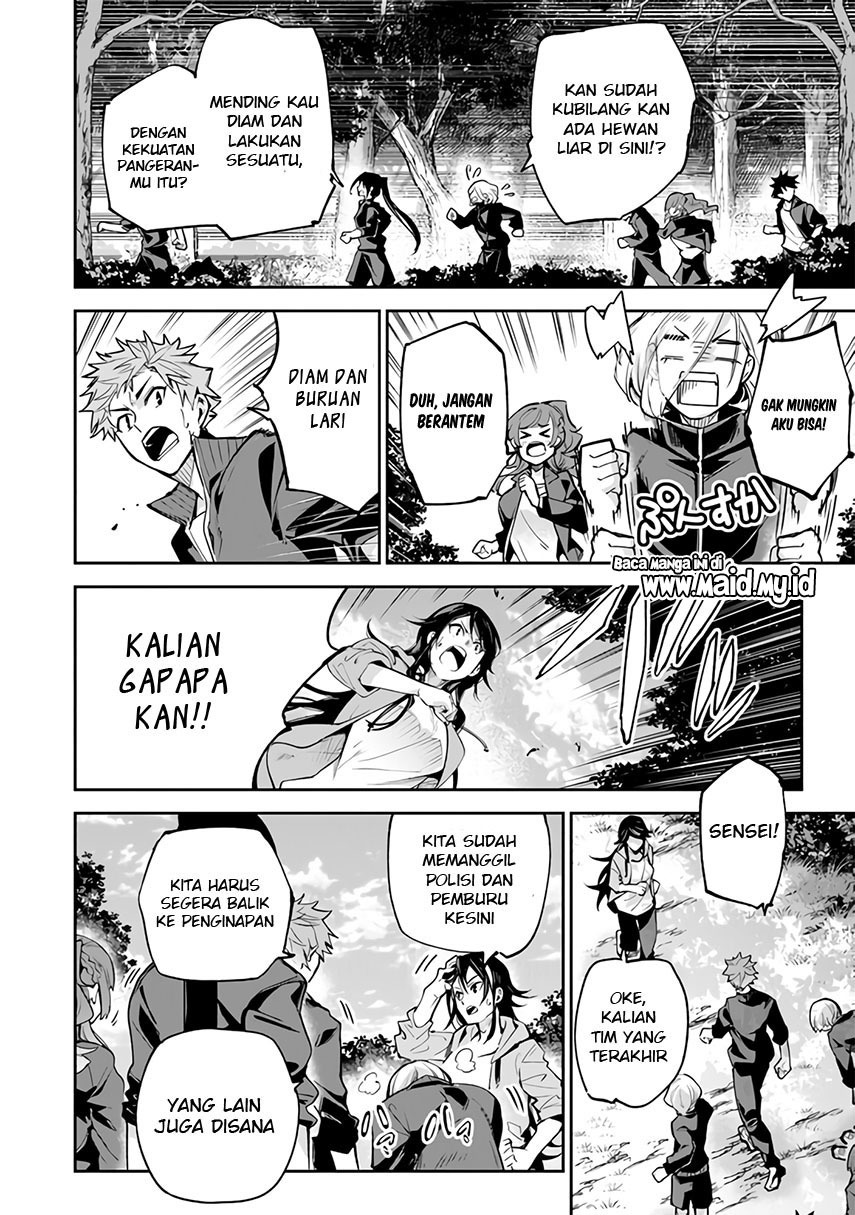 KAN SUDAH
KUBILANG KAN
ADA HEWAN
LIAR DI SINI!?
MENDING KAU
DIAM DAN
LAKUKAN
SESUATU,
DENGAN
KEKUATAN
PANGERAN-
MU ITU?
GAK MUNGKIN
AKU BISA!
ぷんすか
DUH, JANGAN
BERANTEM
DIAM DAN
BURUAN
LARI
Baca Manga ini di
www.Maid.My.id
KALIAN
GAPAPA
KAN!!
SENSEI!
OKE,
KALIAN
TIM YANG
TERAKHIR
KITA SUDAH
MEMANGGIL
POLISI DAN
PEMBURU
KESINI
KITA HARUS
SEGERA BALIK
KE PENGINAPAN
YANG LAIN
JUGA DISANA